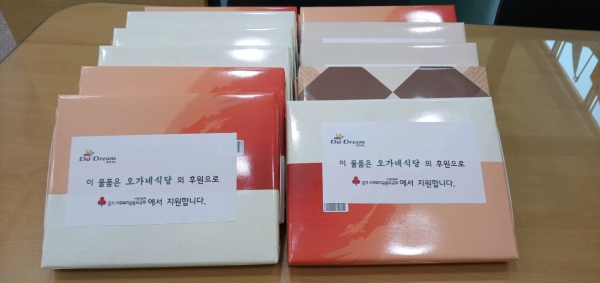 Do Dream
이 물품은 오가네식당 의 후원으로
에서 지원합니다.
Do Dream
이 물품은 오가네식당 의 후원으로
에서 지원합니다.